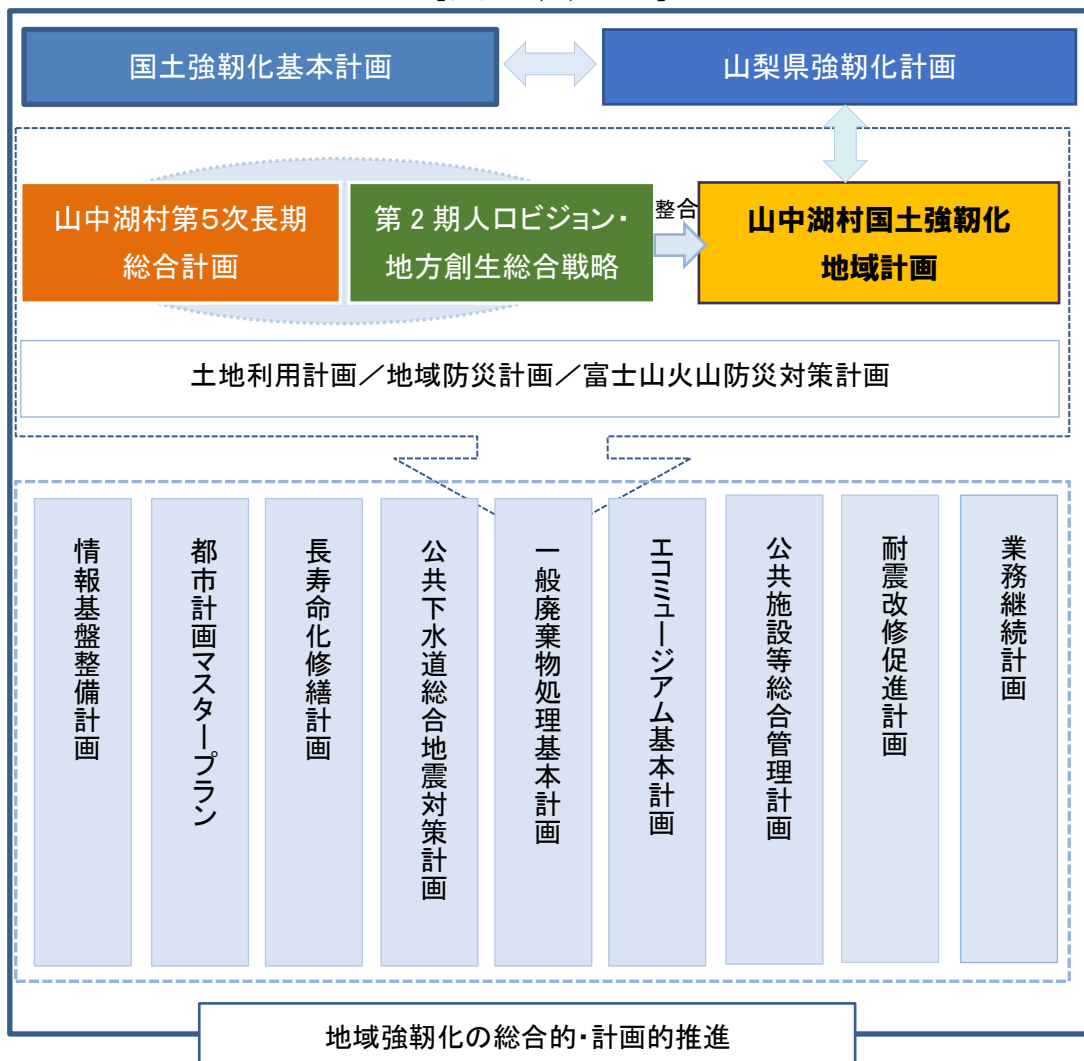 国土強靭化基本計画
山梨県強靭化計画
山中湖村第5次長期
総合計画
第2期人口ビジョン・
地方創生総合戦略
整合
山中湖村国土強靭化
地域計画
土地利用計画／地域防災計画／富士山火山防災対策計画
情報基盤整備計画
都市計画マスタープラン
長寿命化修繕計画
公共下水道総合地震対策計画
一般廃棄物処理基本計画
エコミュージアム基本計画
公共施設等総合管理計画
耐震改修促進計画
業務継続計画
地域強靭化の総合的・計画的推進